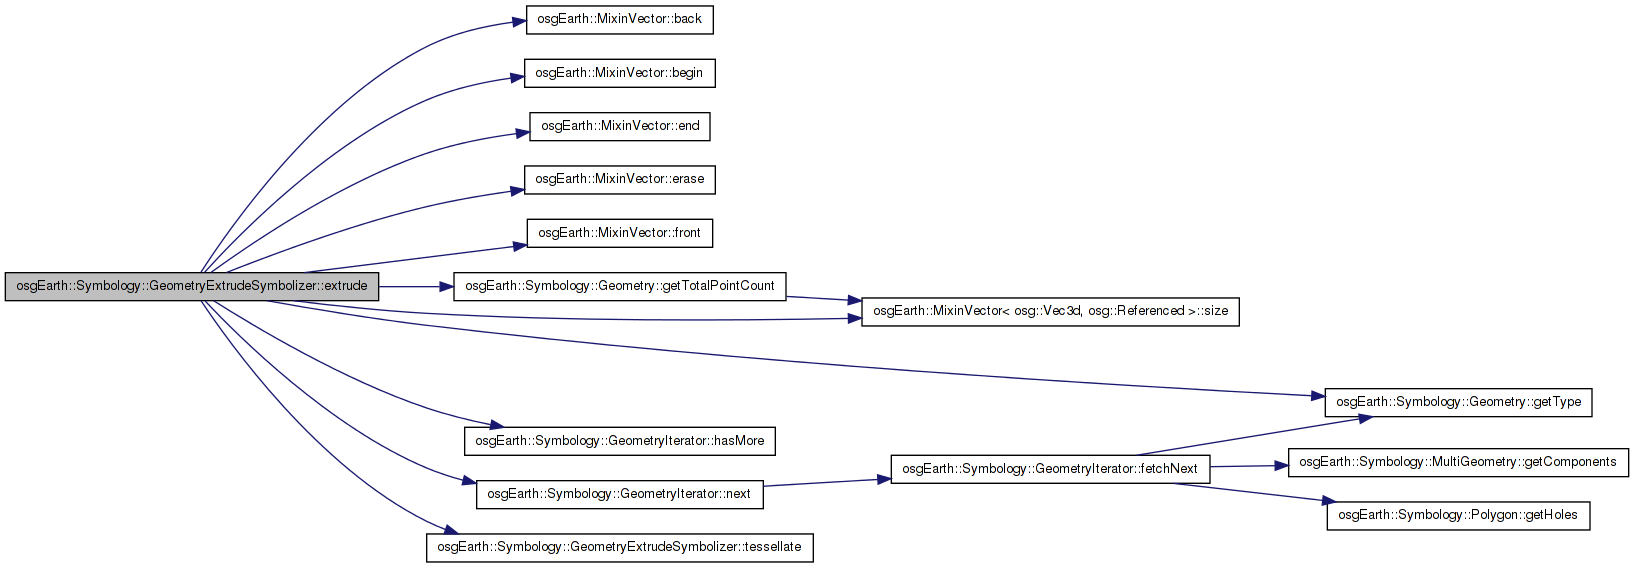 osgEarth::MixinVector::back
osgEarth::MixinVector::begin
osgEarth::MixinVector::end
osgEarth::MixinVector::erase
osgEarth::MixinVector::front
osgEarth::Symbology::GeometryExtrudeSymbolizer::extrude
osgEarth::Symbology::Geometry::getTotalPointCount
osgEarth::MixinVector< osg::Vec3d, osg::Referenced >::size
osgEarth::Symbology::Geometry::getType
osgEarth::Symbology::GeometryIterator::hasMore
osgEarth::Symbology::GeometryIterator::fetchNext
osgEarth::Symbology::MultiGeometry::getComponents
osgEarth::Symbology::GeometryIterator::next
osgEarth::Symbology::Polygon::getHoles
osgEarth::Symbology::GeometryExtrudeSymbolizer::tessellate